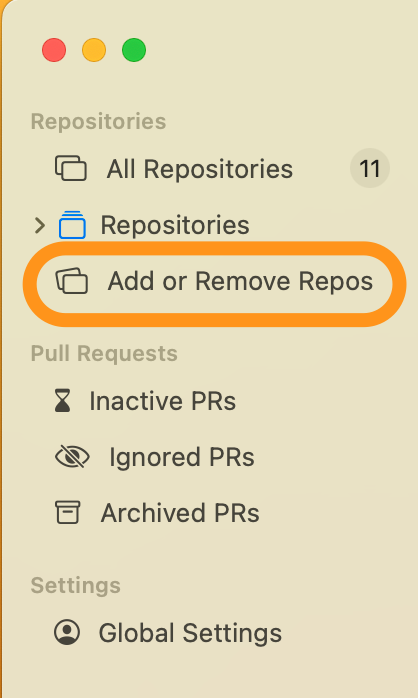 Repositories
All Repositories 11
Repositories
Add or Remove Repos
Pull Requests
Inactive PRs
Ignored PRs
Archived PRs
Settings
Global Settings